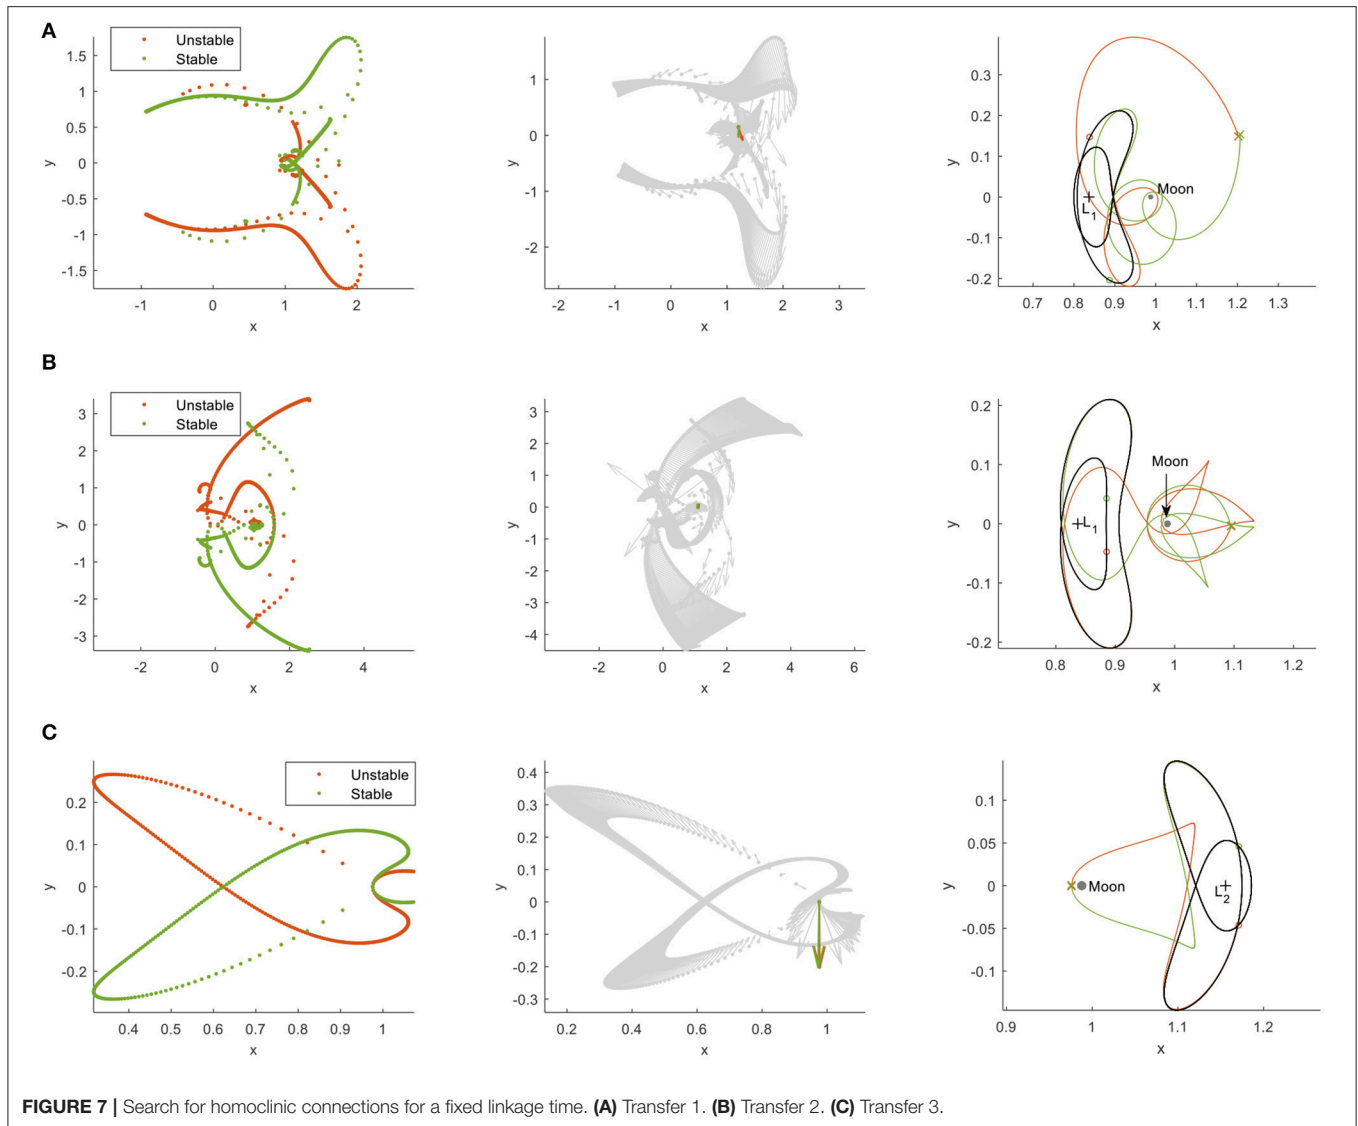 A
Unstable
Stable
1.5
1
0.5
0
-0.5
-1
-1.5
y
-1
0
1
2
x
1
0
-1
-2
y
-1
0
1
2
3
x
0.3
0.2
0.1
0
-0.1
-0.2
y
Moon
L1
0.7
0.8
0.9
1
1.1
1.2
1.3
x
B
Unstable
Stable
3
2
1
0
-1
-2
-3
y
-2
0
2
4
x
3
2
1
0
-1
-2
-3
-4
y
-2
0
2
4
6
x
0.2
0.1
0
-0.1
-0.2
y
Moon
L1
0.8
0.9
1
1.1
1.2
x
C
Unstable
Stable
0.2
0.1
0
-0.1
-0.2
y
0.4
0.5
0.6
0.7
0.8
0.9
1
x
0.4
0.3
0.2
0.1
0
-0.1
-0.2
-0.3
y
0.2
0.4
0.6
0.8
1
x
0.1
0.05
0
-0.05
-0.1
y
Moon
L2
0.9
1
1.1
1.2
x
FIGURE 7 | Search for homoclinic connections for a fixed linkage time. (A) Transfer 1. (B) Transfer 2. (C) Transfer 3.